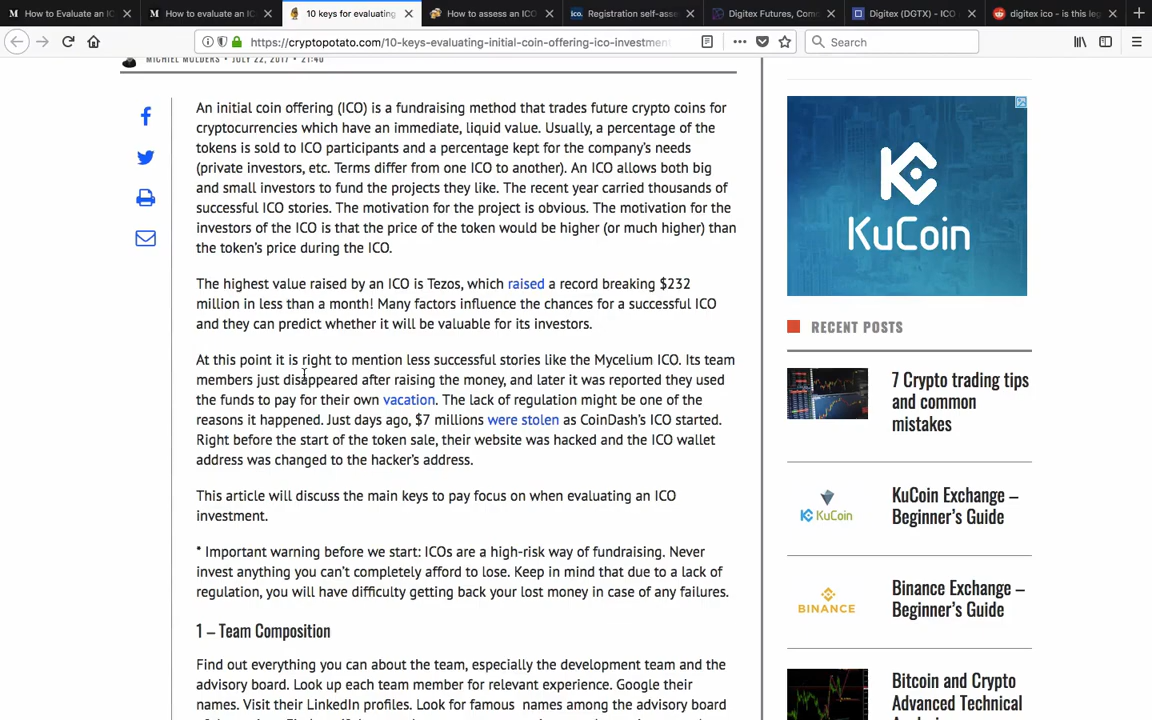 How to Evaluate an IC
How to evaluate an IC
10 keys for evaluating
How to assess an ICO
ico.
Registration self-asse
Digitex Futures, Com
Digitex (DGTX) - ICO
digitex ico - is this leg
https://cryptopotato.com/10-keys-evaluating-initial-coin-offering-ico-investment
Search
MICHIEL MULDERS • JULY 22, 2017 • 21:40
An initial coin offering (ICO) is a fundraising method that trades future crypto coins for
cryptocurrencies which have an immediate, liquid value. Usually, a percentage of the
tokens is sold to ICO participants and a percentage kept for the company's needs
(private investors, etc. Terms differ from one ICO to another). An ICO allows both big
and small investors to fund the projects they like. The recent year carried thousands of
successful ICO stories. The motivation for the project is obvious. The motivation for the
investors of the ICO is that the price of the token would be higher (or much higher) than
the token's price during the ICO.
The highest value raised by an ICO is Tezos, which raised a record breaking $232
million in less than a month! Many factors influence the chances for a successful ICO
and they can predict whether it will be valuable for its investors.
At this point it is right to mention less successful stories like the Mycelium ICO. Its team
members just disappeared after raising the money, and later it was reported they used
the funds to pay for their own vacation. The lack of regulation might be one of the
reasons it happened. Just days ago, $7 millions were stolen as CoinDash's ICO started.
Right before the start of the token sale, their website was hacked and the ICO wallet
address was changed to the hacker's address.
This article will discuss the main keys to pay focus on when evaluating an ICO
investment.
* Important warning before we start: ICOs are a high-risk way of fundraising. Never
invest anything you can't completely afford to lose. Keep in mind that due to a lack of
regulation, you will have difficulty getting back your lost money in case of any failures.
1 – Team Composition
Find out everything you can about the team, especially the development team and the
advisory board. Look up each team member for relevant experience. Google their
names. Visit their LinkedIn profiles. Look for famous names among the advisory board
KuCoin
RECENT POSTS
7 Crypto trading tips
and common
mistakes
KuCoin
KuCoin Exchange –
Beginner's Guide
BINANCE
Binance Exchange –
Beginner's Guide
Bitcoin and Crypto
Advanced Technical